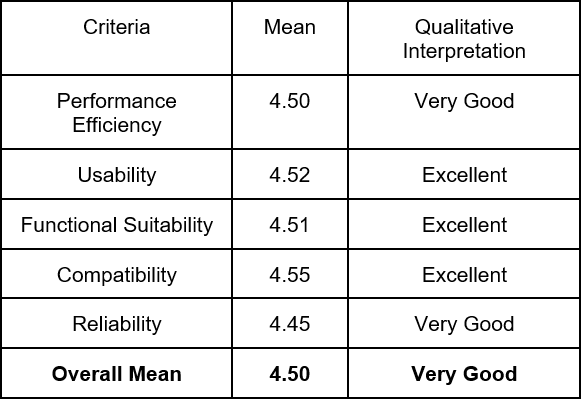 Criteria Mean Qualitative
Interpretation
Performance
Efficiency 4.50 Very Good
Usability 4.52 Excellent
Functional Suitability 4.51 Excellent
Compatibility 4.55 Excellent
Reliability 4.45 Very Good
Overall Mean 4.50 Very Good